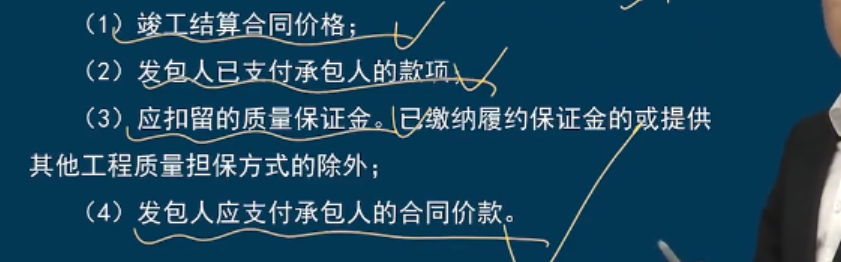 （1）竣工结算合同价格；
（2）发包人已支付承包人的款项；
（3）应扣留的质量保证金。已缴纳履约保证金的或提供
其他工程质量担保方式的除外；
（4）发包人应支付承包人的合同价款。